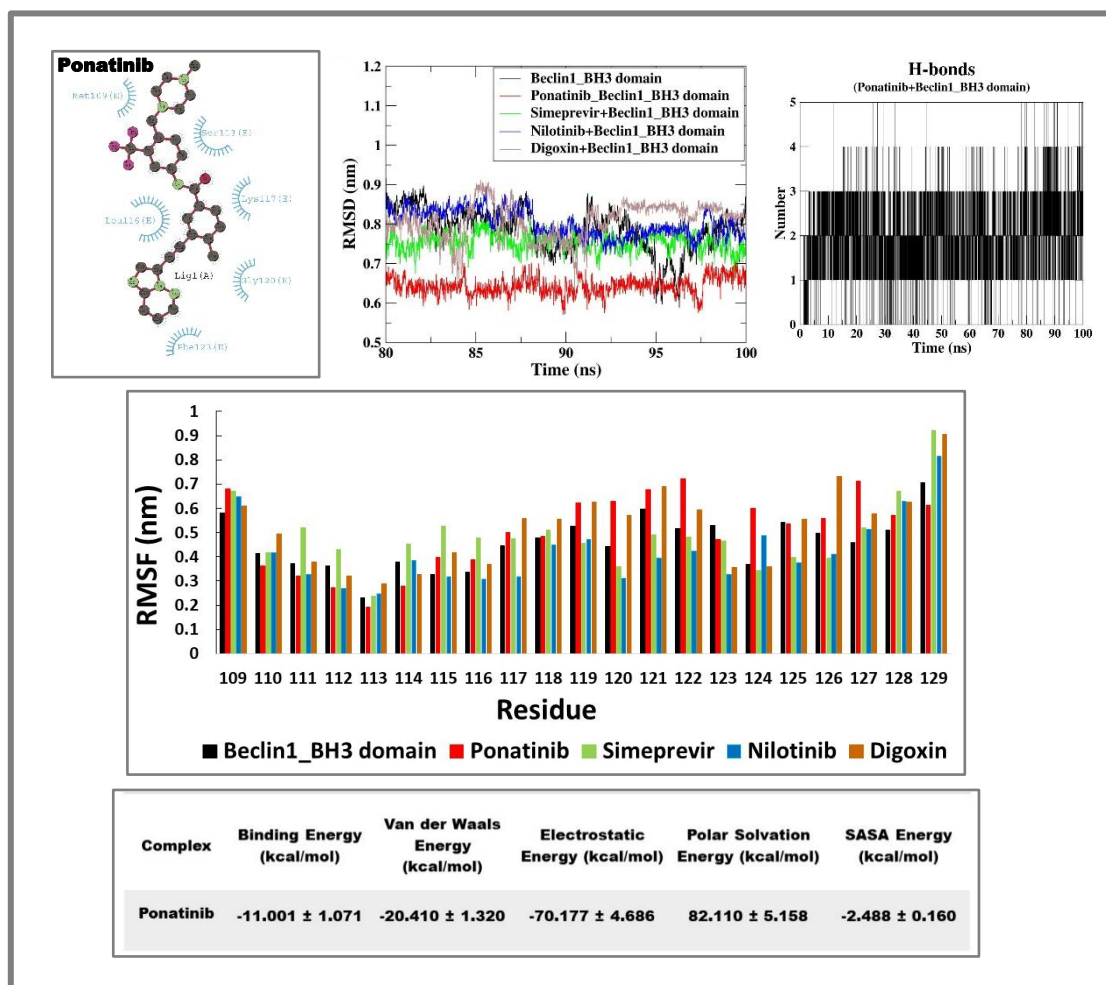 Ponatinib
Met109(E)
Ser113(E)
Lys117(E)
Leu116(E)
Lig1(A)
Gly120(E)
Phe123(E)
1.2
1.1
1
0.9
0.8
0.7
0.6
0.5
RMSD (nm)
Beclin1_BH3 domain
Ponatinib_Beclin1_BH3 domain
Simeprevir+Beclin1_BH3 domain
Nilotinib+Beclin1_BH3 domain
Digoxin+Beclin1_BH3 domain
80 85 90 95 100
Time (ns)
H-bonds
(Ponatinib+Beclin1_BH3 domain)
5
4
3
2
1
0
Number
0 10 20 30 40 50 60 70 80 90 100
Time (ns)
1
0.9
0.8
0.7
0.6
0.5
0.4
0.3
0.2
0.1
0
RMSF (nm)
109 110 111 112 113 114 115 116 117 118 119 120 121 122 123 124 125 126 127 128 129
Residue
Beclin1_BH3 domain Ponatinib Simeprevir Nilotinib Digoxin
Complex Binding Energy (kcal/mol) Van der Waals Energy (kcal/mol) Electrostatic Energy (kcal/mol) Polar Solvation Energy (kcal/mol) SASA Energy (kcal/mol)
Ponatinib -11.001 ± 1.071 -20.410 ± 1.320 -70.177 ± 4.686 82.110 ± 5.158 -2.488 ± 0.160